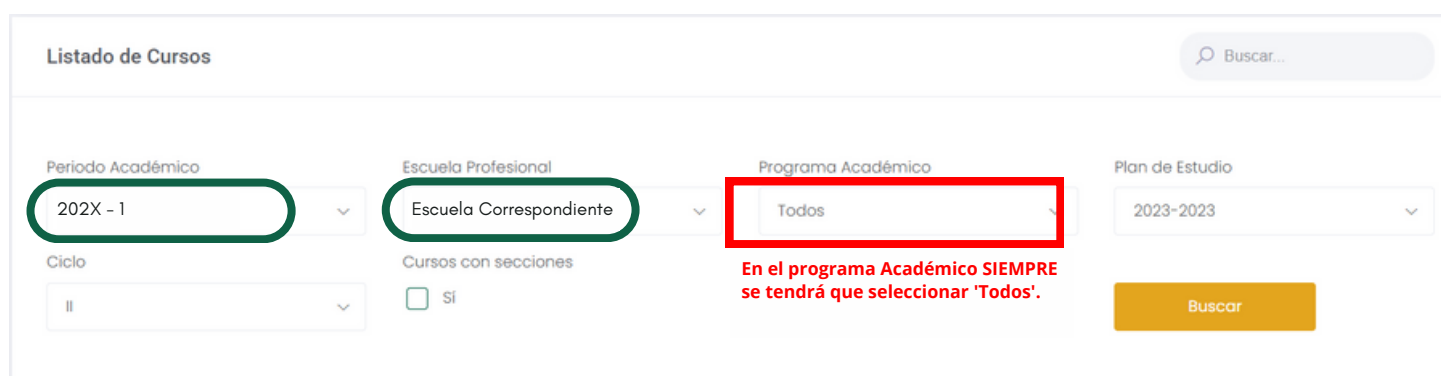 Listado de Cursos
Buscar...
Periodo Académico
Escuela Profesional
Programa Académico
Plan de Estudio
202X - 1
Escuela Correspondiente
Todos
2023-2023
Ciclo
Cursos con secciones
En el programa Académico SIEMPRE
se tendrá que seleccionar 'Todos'.
II
Sí
Buscar